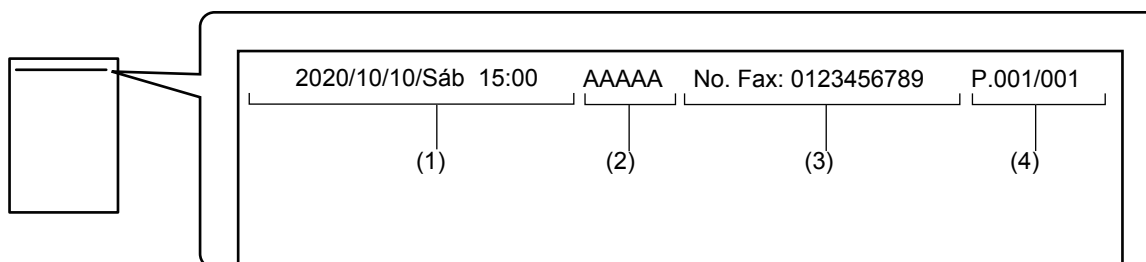 2020/10/10/Sáb 15:00 AAAAA No. Fax: 0123456789 P.001/001
(1) (2) (3) (4)